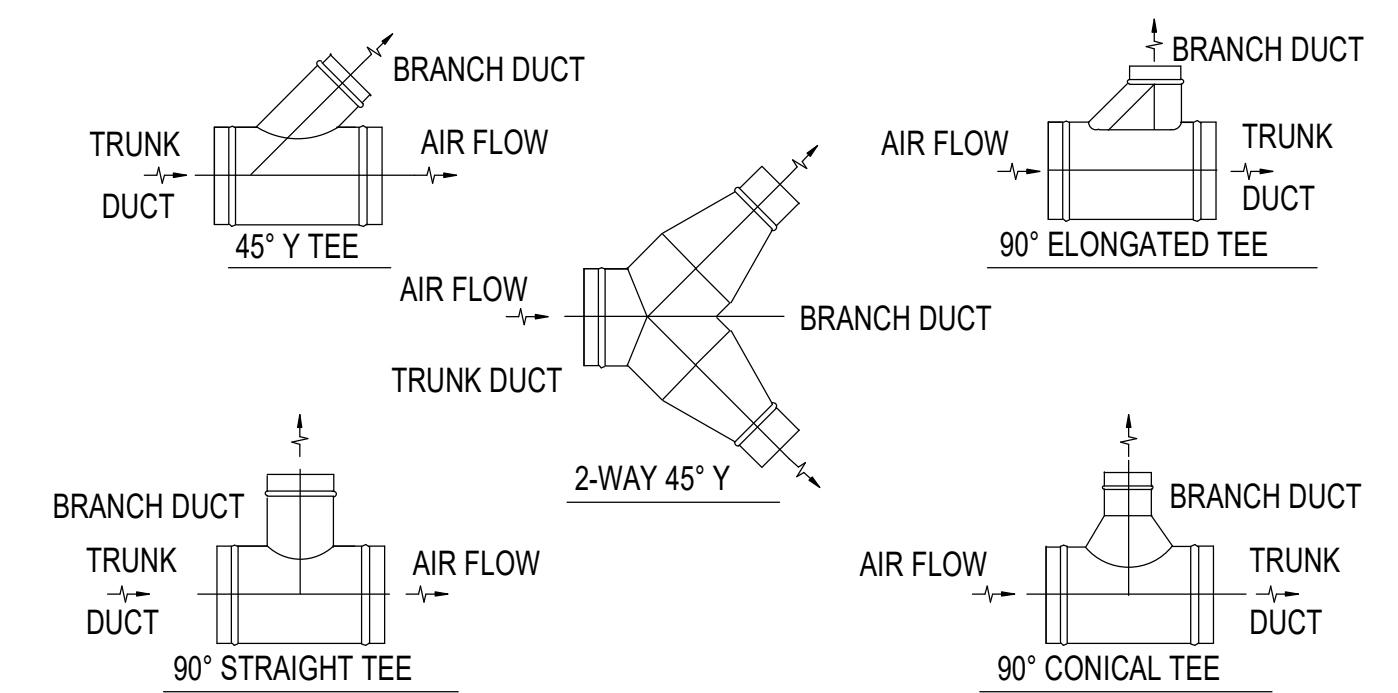 BRANCH DUCT
TRUNK
DUCT
AIR FLOW
45° Y TEE
BRANCH DUCT
AIR FLOW
TRUNK
DUCT
90° ELONGATED TEE
AIR FLOW
BRANCH DUCT
TRUNK DUCT
2-WAY 45° Y
BRANCH DUCT
TRUNK
DUCT
AIR FLOW
90° STRAIGHT TEE
BRANCH DUCT
AIR FLOW
TRUNK
DUCT
90° CONICAL TEE